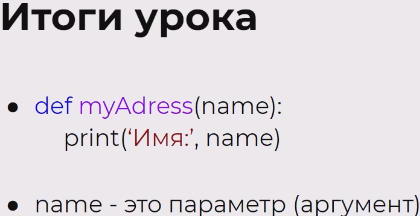 Итоги урока
● def myAdress(name):
print(‘Имя:’, name)
● name - это параметр (аргумент)